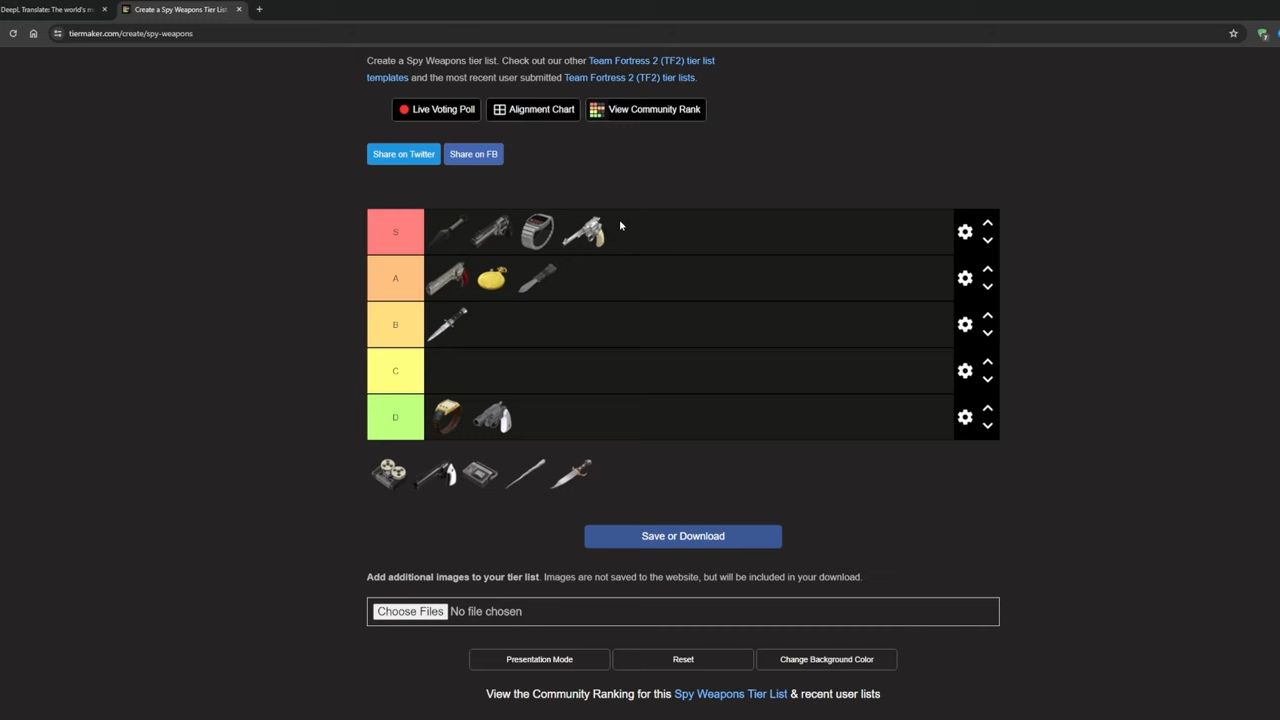 DeepL Translate: The world's m
Create a Spy Weapons Tier List
tiermaker.com/create/spy-weapons
Create a Spy Weapons tier list. Check out our other Team Fortress 2 (TF2) tier list
templates and the most recent user submitted Team Fortress 2 (TF2) tier lists.
Live Voting Poll
Alignment Chart
View Community Rank
Share on Twitter
Share on FB
S
A
B
C
D
Save or Download
Add additional images to your tier list. Images are not saved to the website, but will be included in your download.
Choose Files No file chosen
Presentation Mode
Reset
Change Background Color
View the Community Ranking for this Spy Weapons Tier List & recent user lists